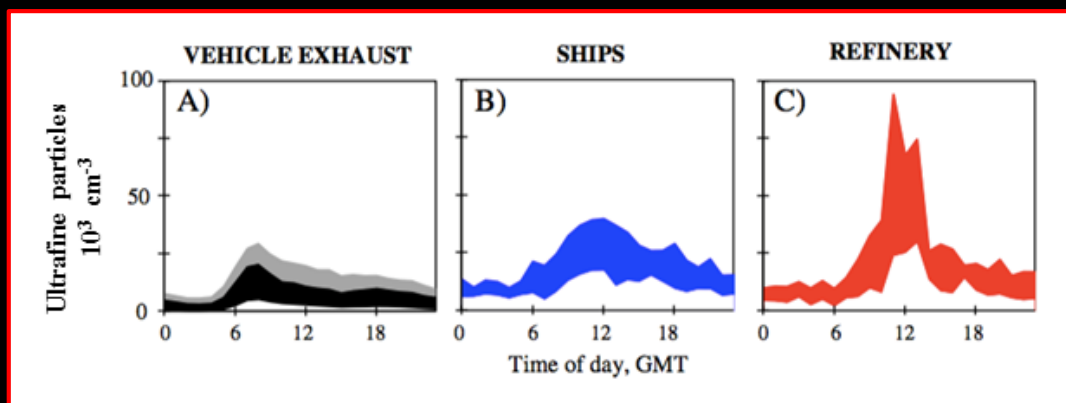 VEHICLE EXHAUST
SHIPS
REFINERY
Ultrafine particles
10³ cm⁻³
100
50
0
A)
B)
C)
0 6 12 18
0 6 12 18
0 6 12 18
Time of day, GMT